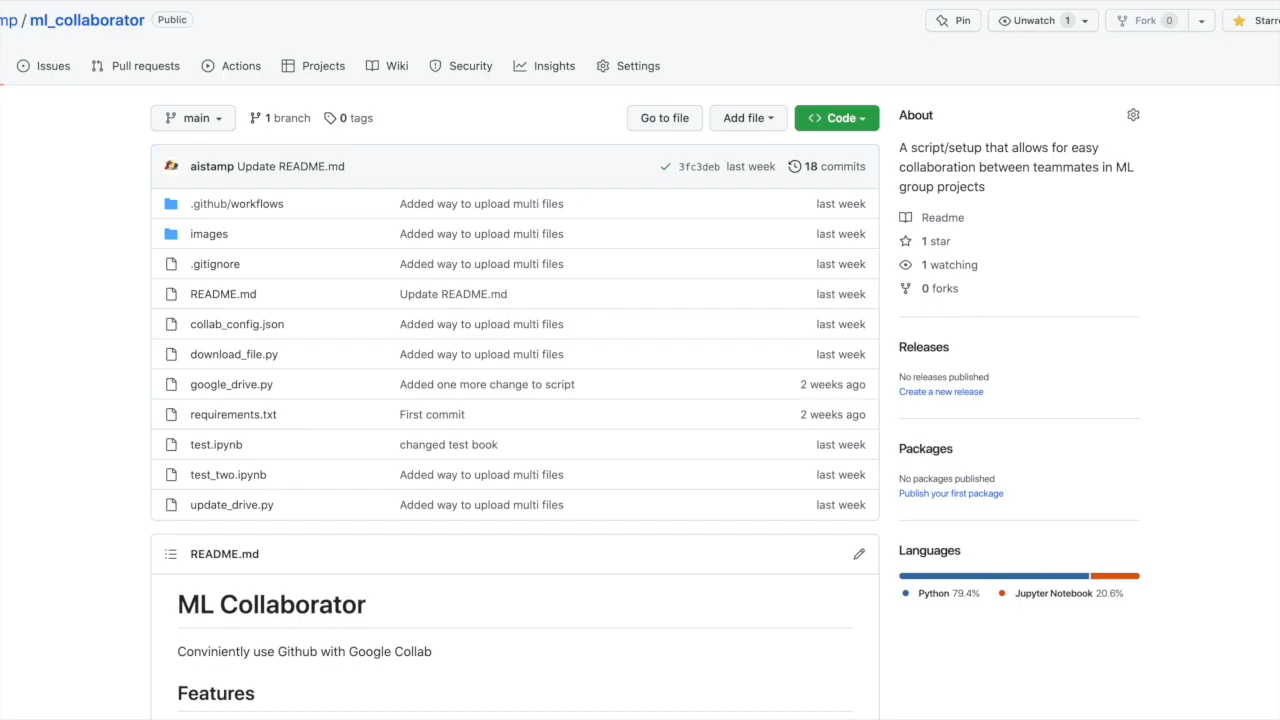 mp / ml_collaborator Public
Pin Unwatch 1 Fork 0 Starre
Issues Pull requests Actions Projects Wiki Security Insights Settings
main 1 branch 0 tags Go to file Add file Code
aistamp Update README.md 3fc3deb last week 18 commits
.github/workflows Added way to upload multi files last week
images Added way to upload multi files last week
.gitignore Added way to upload multi files last week
README.md Update README.md last week
collab_config.json Added way to upload multi files last week
download_file.py Added way to upload multi files last week
google_drive.py Added one more change to script 2 weeks ago
requirements.txt First commit 2 weeks ago
test.ipynb changed test book last week
test_two.ipynb Added way to upload multi files last week
update_drive.py Added way to upload multi files last week
README.md
ML Collaborator
Conviniently use Github with Google Collab
Features
About
A script/setup that allows for easy
collaboration between teammates in ML
group projects
Readme
1 star
1 watching
0 forks
Releases
No releases published
Create a new release
Packages
No packages published
Publish your first package
Languages
Python 79.4% Jupyter Notebook 20.6%